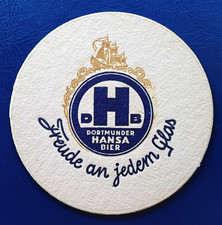 D H B
DORTMUNDER
HANSA
BIER
Freude an jedem Glas